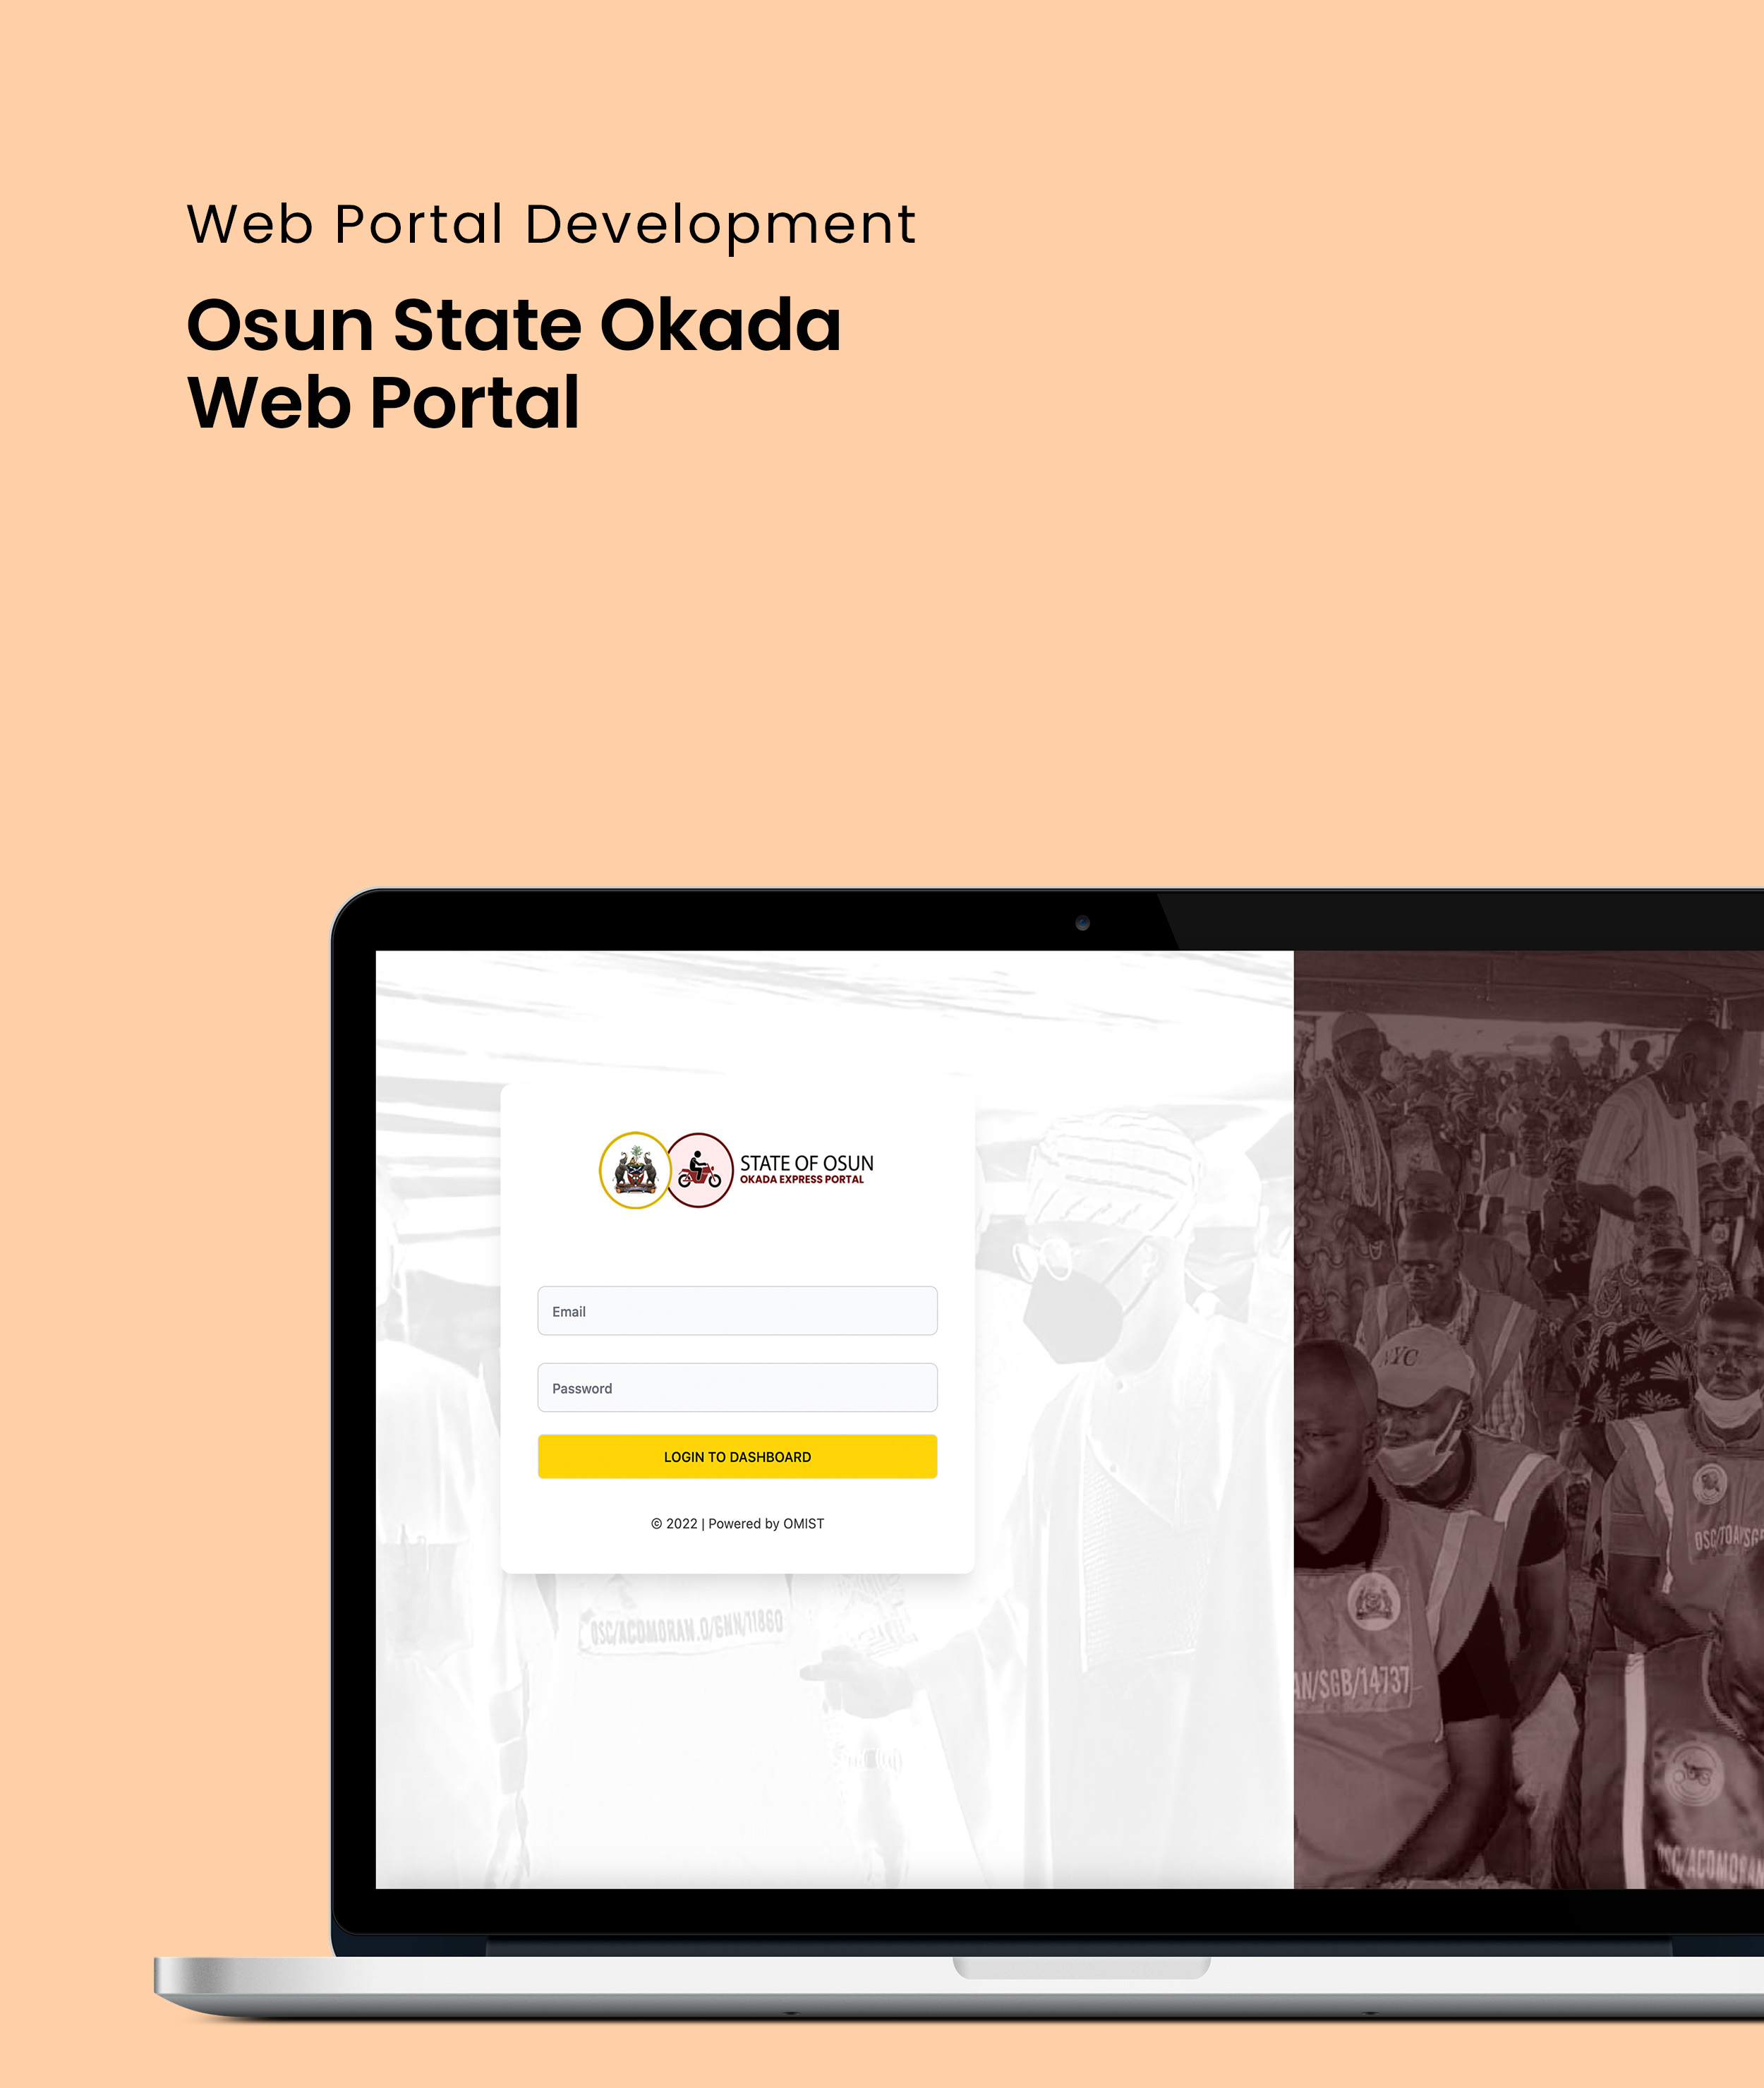 Web Portal Development
Osun State Okada
Web Portal
STATE OF OSUN
OKADA EXPRESS PORTAL
Email
Password
LOGIN TO DASHBOARD
© 2022 | Powered by OMIST
OSC/ACOMORAN.O/GNN/11860
NYC
OSC/TOA/SG
AN/SGB/14737
OSC/ACOMORAN